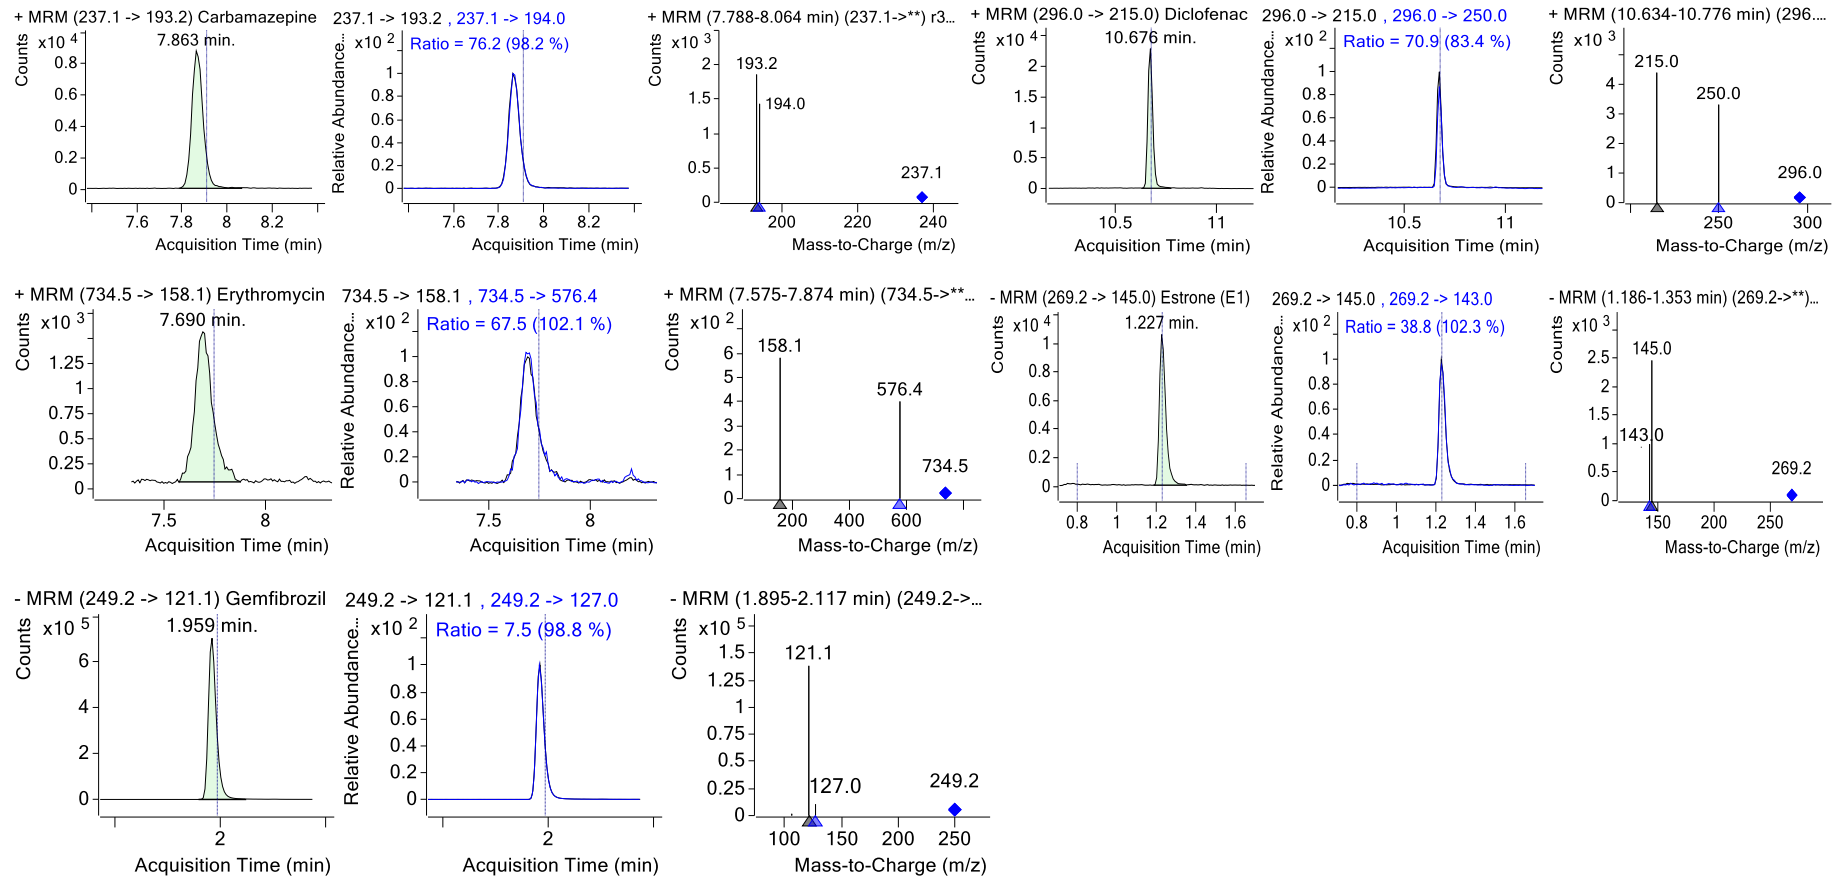 + MRM (237.1 -> 193.2) Carbamazepine
x10 4
7.863 min.
Counts
1
0.8
0.6
0.4
0.2
0
7.6 7.8 8 8.2
Acquisition Time (min)
237.1 -> 193.2 , 237.1 -> 194.0
x10 2
Ratio = 76.2 (98.2 %)
Relative Abundance...
1
0.8
0.6
0.4
0.2
0
7.6 7.8 8 8.2
Acquisition Time (min)
+ MRM (7.788-8.064 min) (237.1->**) r3...
x10 3
Counts
2
1.5
1
0.5
0
193.2
194.0
237.1
200 220 240
Mass-to-Charge (m/z)
+ MRM (296.0 -> 215.0) Diclofenac
x10 4
10.676 min.
Counts
2
1.5
1
0.5
0
10.5 11
Acquisition Time (min)
296.0 -> 215.0 , 296.0 -> 250.0
x10 2
Ratio = 70.9 (83.4 %)
Relative Abundance...
1
0.8
0.6
0.4
0.2
0
10.5 11
Acquisition Time (min)
+ MRM (10.634-10.776 min) (296....
x10 3
Counts
4
3
2
1
0
215.0
250.0
296.0
250 300
Mass-to-Charge (m/z)
+ MRM (734.5 -> 158.1) Erythromycin
x10 3
7.690 min.
Counts
1.25
1
0.75
0.5
0.25
0
7.5 8
Acquisition Time (min)
734.5 -> 158.1 , 734.5 -> 576.4
x10 2
Ratio = 67.5 (102.1 %)
Relative Abundance...
1
0.8
0.6
0.4
0.2
0
7.5 8
Acquisition Time (min)
+ MRM (7.575-7.874 min) (734.5->**...
x10 2
Counts
6
5
4
3
2
1
0
158.1
576.4
734.5
200 400 600
Mass-to-Charge (m/z)
- MRM (269.2 -> 145.0) Estrone (E1)
x10 4
1.227 min.
Counts
1
0.8
0.6
0.4
0.2
0
0.8 1 1.2 1.4 1.6
Acquisition Time (min)
269.2 -> 145.0 , 269.2 -> 143.0
x10 2
Ratio = 38.8 (102.3 %)
Relative Abundance...
1
0.8
0.6
0.4
0.2
0
0.8 1 1.2 1.4 1.6
Acquisition Time (min)
- MRM (1.186-1.353 min) (269.2->**)...
x10 3
Counts
2.5
2
1.5
1
0.5
0
145.0
143.0
269.2
150 200 250
Mass-to-Charge (m/z)
- MRM (249.2 -> 121.1) Gemfibrozil
x10 5
1.959 min.
Counts
6
4
2
0
2
Acquisition Time (min)
249.2 -> 121.1 , 249.2 -> 127.0
x10 2
Ratio = 7.5 (98.8 %)
Relative Abundance...
1
0.8
0.6
0.4
0.2
0
2
Acquisition Time (min)
- MRM (1.895-2.117 min) (249.2->...
x10 5
Counts
1.5
1.25
1
0.75
0.5
0.25
0
121.1
127.0
249.2
100 150 200 250
Mass-to-Charge (m/z)